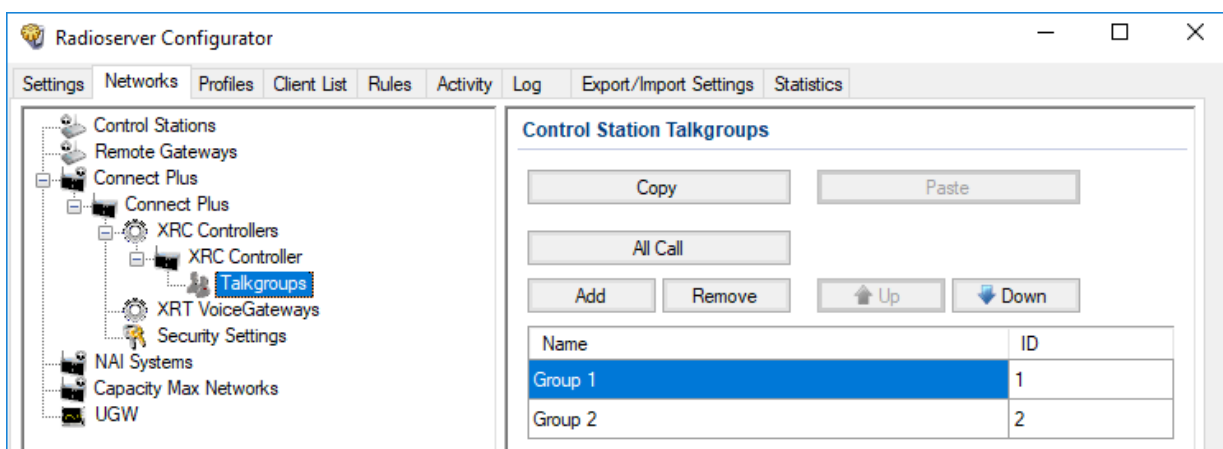 Radioserver Configurator
Settings Networks Profiles Client List Rules Activity Log Export/Import Settings Statistics
Control Stations
Remote Gateways
Connect Plus
Connect Plus
XRC Controllers
XRC Controller
Talkgroups
XRT VoiceGateways
Security Settings
NAI Systems
Capacity Max Networks
UGW
Control Station Talkgroups
Copy Paste
All Call
Add Remove Up Down
Name ID
Group 1 1
Group 2 2